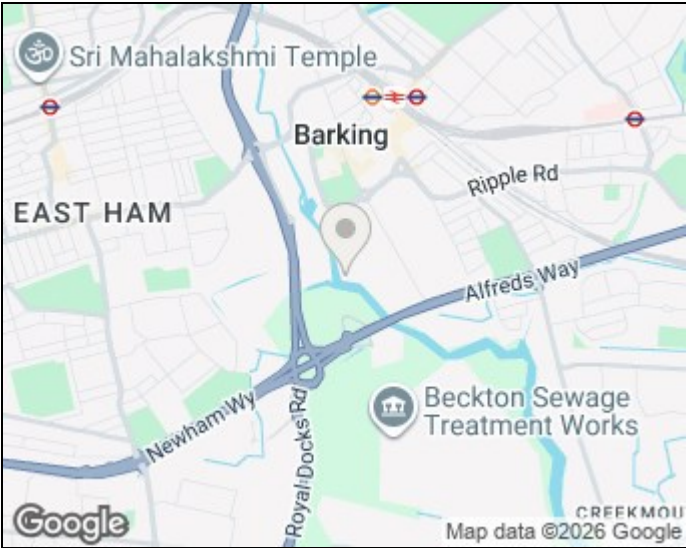 Sri Mahalakshmi Temple
Barking
Ripple Rd
EAST HAM
Alfreds Way
Beckton Sewage
Treatment Works
Newham Wy
Royal Docks Rd
CREEKMOU
Google
Map data ©2026 Google